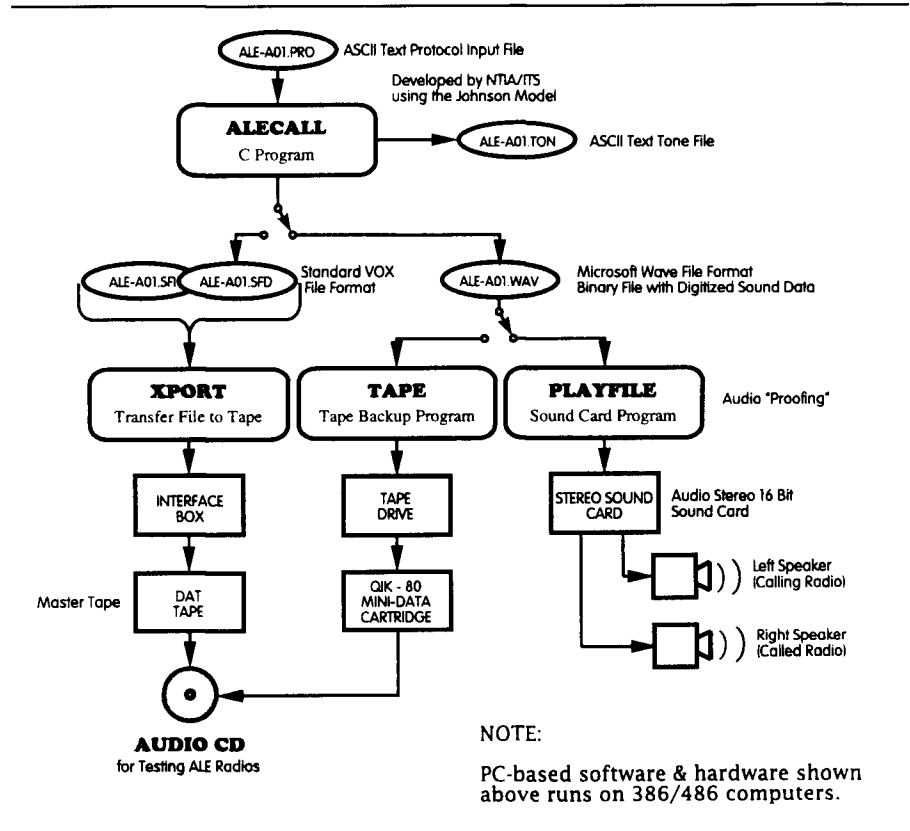 ALE-A01.PRO
ASCII Text Protocol Input File
Developed by NTIA/ITS
using the Johnson Model
ALECALL
C Program
ALE-A01.TON
ASCII Text Tone File
ALE-A01.SFI
ALE-A01.SFD
Standard VOX
File Format
ALE-A01.WAV
Microsoft Wave File Format
Binary File with Digitized Sound Data
XPORT
Transfer File to Tape
TAPE
Tape Backup Program
PLAYFILE
Sound Card Program
Audio "Proofing"
INTERFACE
BOX
TAPE
DRIVE
STEREO SOUND
CARD
Audio Stereo 16 Bit
Sound Card
Master Tape
DAT
TAPE
QIK - 80
MINI-DATA
CARTRIDGE
Left Speaker
(Calling Radio)
Right Speaker
(Called Radio)
AUDIO CD
for Testing ALE Radios
NOTE:
PC-based software & hardware shown
above runs on 386/486 computers.